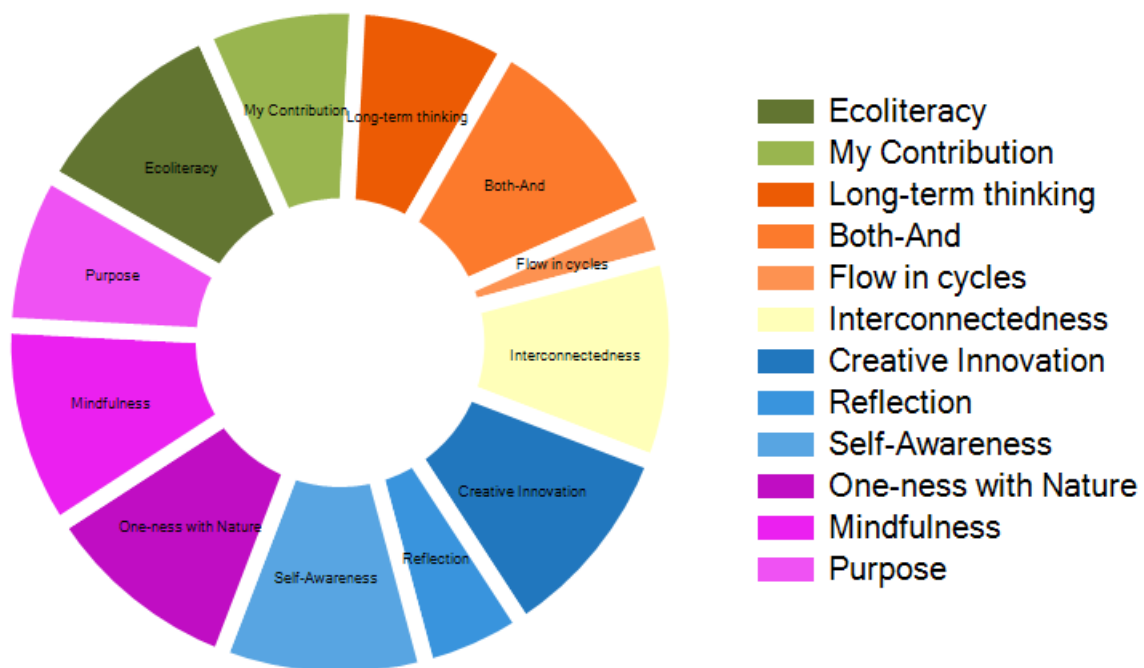 My Contribution
Long-term thinking
Ecoliteracy
Both-And
Flow in cycles
Purpose
Interconnectedness
Mindfulness
Creative Innovation
One-ness with Nature
Reflection
Self-Awareness
Ecoliteracy
My Contribution
Long-term thinking
Both-And
Flow in cycles
Interconnectedness
Creative Innovation
Reflection
Self-Awareness
One-ness with Nature
Mindfulness
Purpose